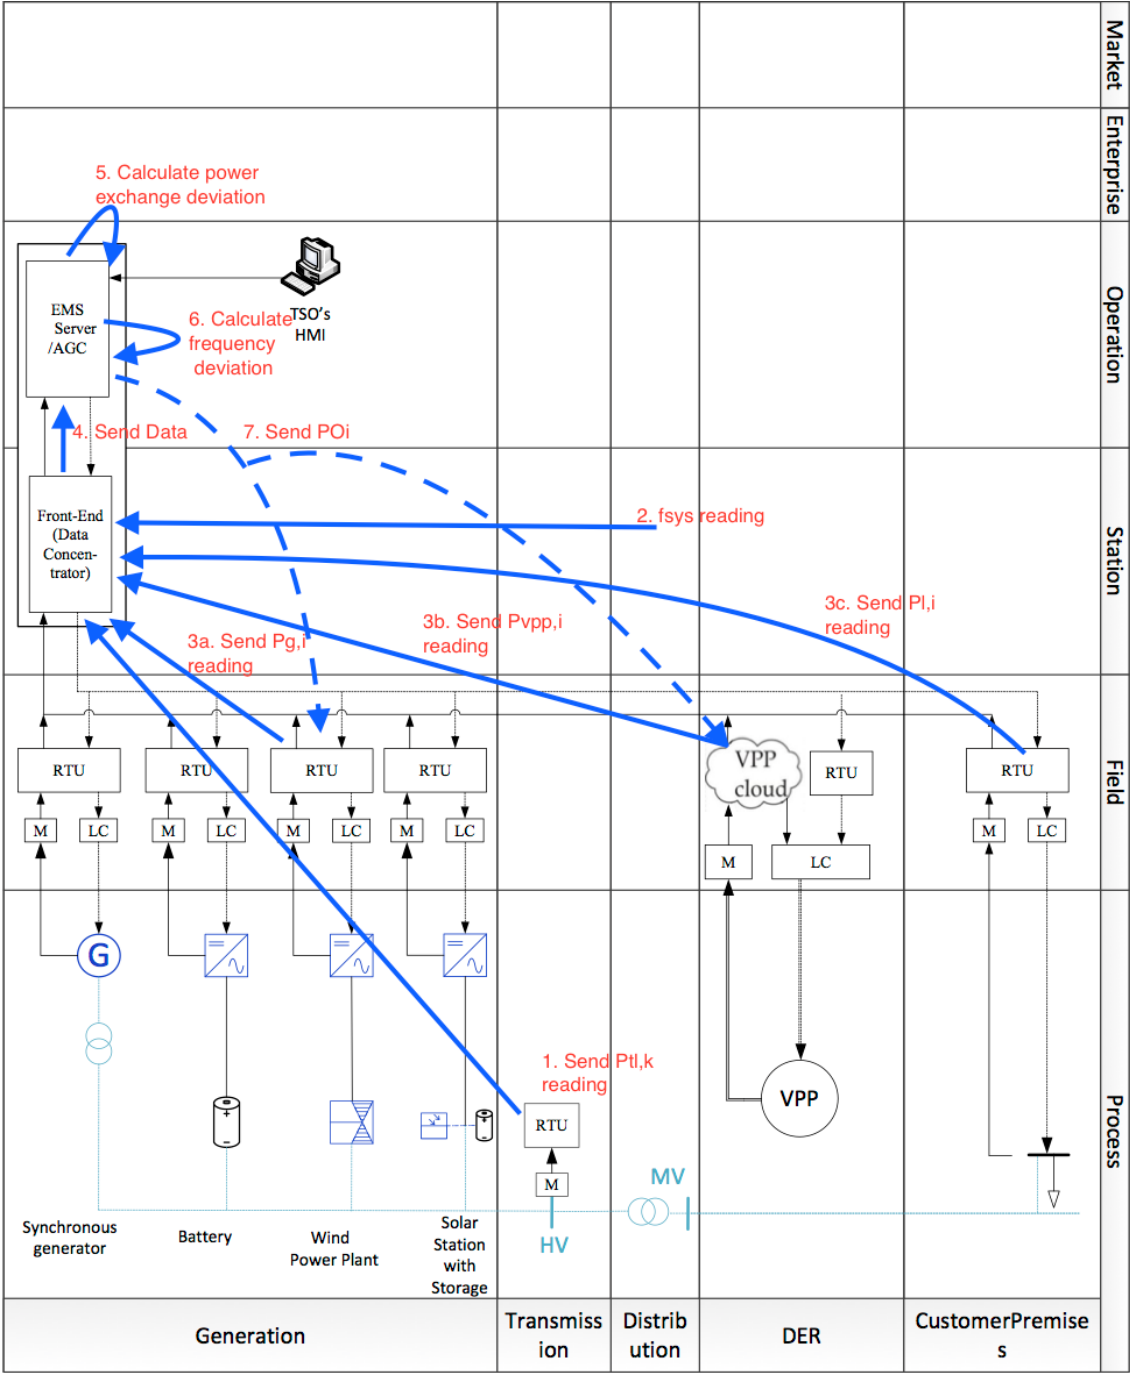 Market
Enterprise
5. Calculate power
exchange deviation
Operation
EMS
Server
/AGC
TSO's
HMI
6. Calculate
frequency
deviation
4. Send Data
7. Send POi
Station
Front-End
(Data
Concen-
trator)
2. fsys reading
3a. Send Pg,i
reading
3b. Send Pvpp,i
reading
3c. Send Pl,i
reading
Field
RTU
RTU
RTU
RTU
VPP
cloud
RTU
RTU
M
LC
M
LC
M
LC
M
LC
M
LC
M
LC
Process
G
1. Send Ptl,k
reading
RTU
M
VPP
MV
HV
Synchronous
generator
Battery
Wind
Power Plant
Solar
Station
with
Storage
Generation
Transmiss
ion
Distrib
ution
DER
CustomerPremise
s